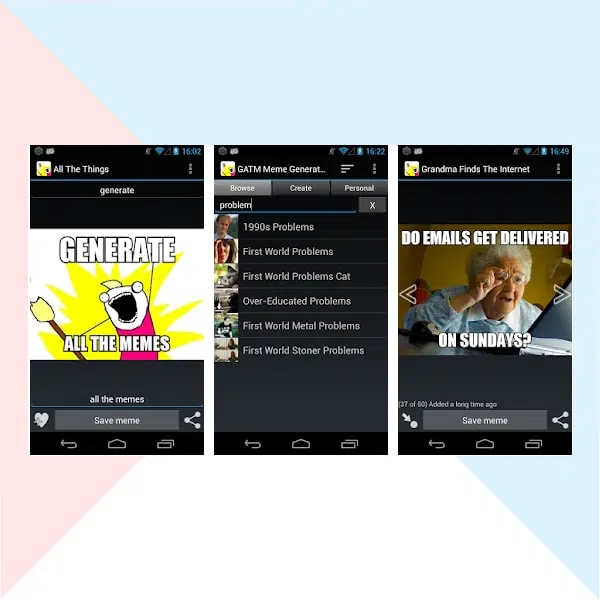 16:02
All The Things
generate
GENERATE
ALL THE MEMES
all the memes
Save meme
16:22
GATM Meme Generat...
Browse Create Personal
problem X
1990s Problems
First World Problems
First World Problems Cat
Over-Educated Problems
First World Metal Problems
First World Stoner Problems
16:49
Grandma Finds The Internet
DO EMAILS GET DELIVERED
ON SUNDAYS?
(37 of 50) Added a long time ago
Save meme